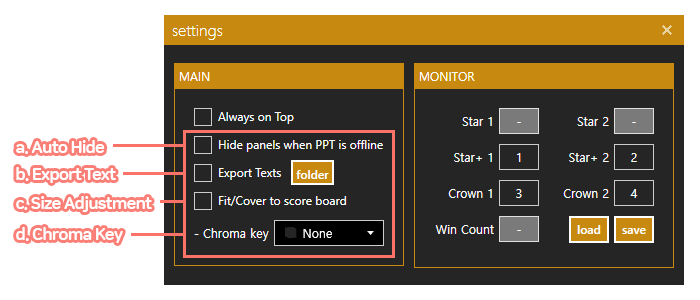 settings ×
MAIN
Always on Top
a. Auto Hide
Hide panels when PPT is offline
b. Export Text
Export Texts folder
c. Size Adjustment
Fit/Cover to score board
d. Chroma Key
- Chroma key None
MONITOR
Star 1 - Star 2 -
Star+ 1 1 Star+ 2 2
Crown 1 3 Crown 2 4
Win Count - load save